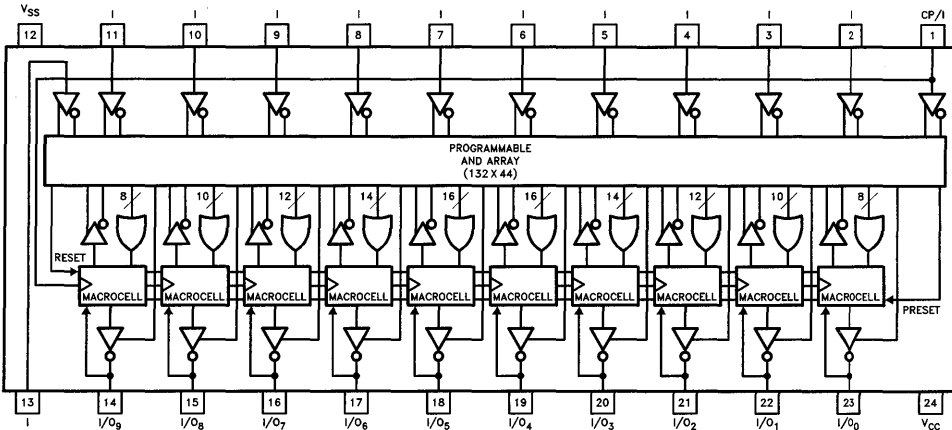 VSS I I I I I I I I I I CP/I
12 11 10 9 8 7 6 5 4 3 2 1
PROGRAMMABLE
AND ARRAY
(132 X 44)
8 10 12 14 16 16 14 12 10 8
RESET
MACROCELL MACROCELL MACROCELL MACROCELL MACROCELL MACROCELL MACROCELL MACROCELL MACROCELL MACROCELL
PRESET
13 14 15 16 17 18 19 20 21 22 23 24
I I/O9 I/O8 I/O7 I/O6 I/O5 I/O4 I/O3 I/O2 I/O1 I/O0 VCC